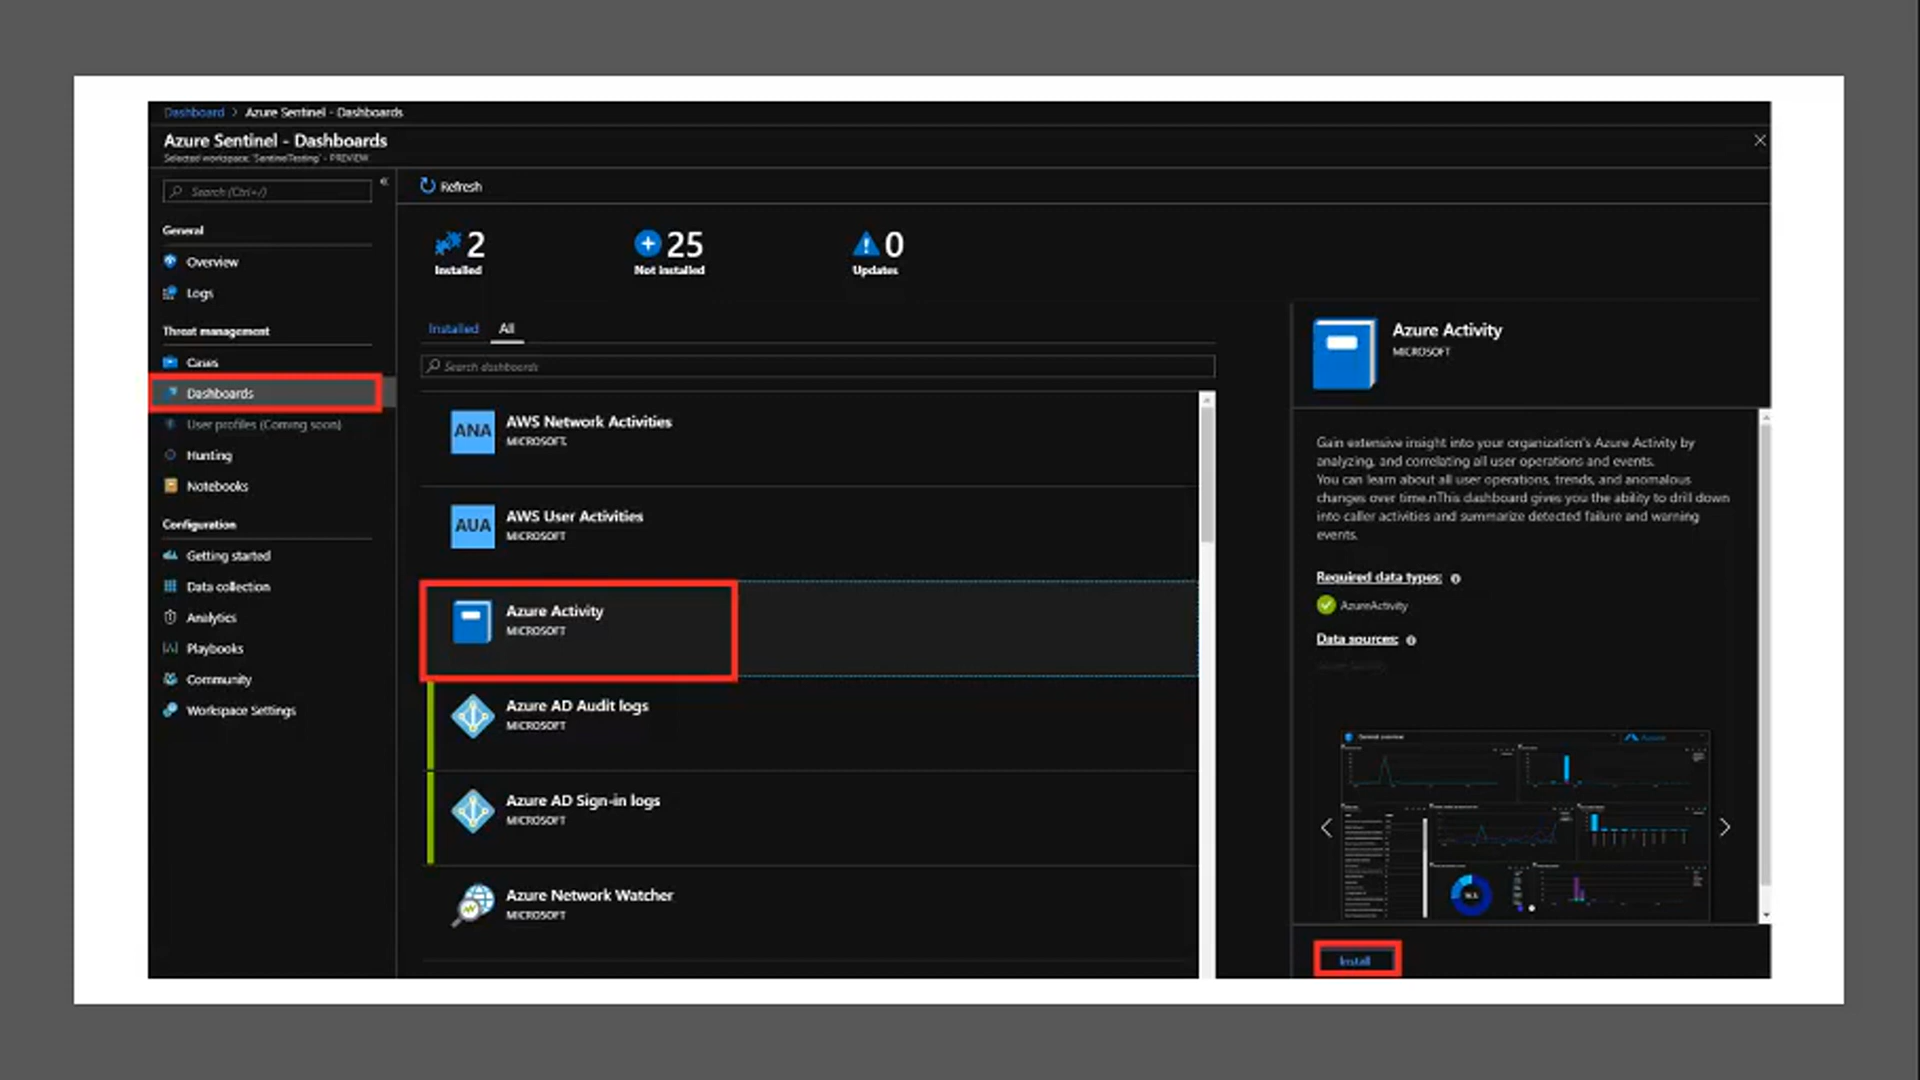 Dashboard > Azure Sentinel - Dashboards
Azure Sentinel - Dashboards
Selected workspace: 'SentinelTesting' - PREVIEW
Search (Ctrl+/)
«
General
Overview
Logs
Threat management
Cases
Dashboards
User profiles (Coming soon)
Hunting
Notebooks
Configuration
Getting started
Data collection
Analytics
Playbooks
Community
Workspace Settings
Refresh
2
Installed
25
Not installed
0
Updates
Installed All
Search dashboards
ANA
AWS Network Activities
MICROSOFT
AUA
AWS User Activities
MICROSOFT
Azure Activity
MICROSOFT
Azure AD Audit logs
MICROSOFT
Azure AD Sign-in logs
MICROSOFT
Azure Network Watcher
MICROSOFT
Azure Activity
MICROSOFT
Gain extensive insight into your organization's Azure Activity by
analyzing, and correlating all user operations and events.
You can learn about all user operations, trends, and anomalous
changes over time.nThis dashboard gives you the ability to drill down
into caller activities and summarize detected failure and warning
events.
Required data types:
AzureActivity
Data sources:
Install